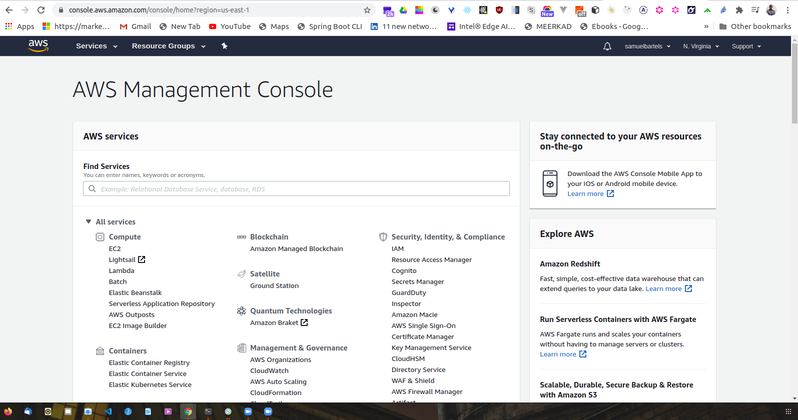 console.aws.amazon.com/console/home?region=us-east-1
Apps
https://marke...
Gmail
New Tab
YouTube
Maps
Spring Boot CLI
11 new netwo...
Intel® Edge AI...
MEERKAD
Ebooks - Goog...
»
Other bookmarks
aws
Services
Resource Groups
samuelbartels
N. Virginia
Support
AWS Management Console
AWS services
Find Services
You can enter names, keywords or acronyms.
Example: Relational Database Service, database, RDS
All services
Compute
EC2
Lightsail
Lambda
Batch
Elastic Beanstalk
Serverless Application Repository
AWS Outposts
EC2 Image Builder
Containers
Elastic Container Registry
Elastic Container Service
Elastic Kubernetes Service
Blockchain
Amazon Managed Blockchain
Satellite
Ground Station
Quantum Technologies
Amazon Braket
Management & Governance
AWS Organizations
CloudWatch
AWS Auto Scaling
CloudFormation
Security, Identity, & Compliance
IAM
Resource Access Manager
Cognito
Secrets Manager
GuardDuty
Inspector
Amazon Macie
AWS Single Sign-On
Certificate Manager
Key Management Service
CloudHSM
Directory Service
WAF & Shield
AWS Firewall Manager
Artifact
Stay connected to your AWS resources
on-the-go
Download the AWS Console Mobile App to
your iOS or Android mobile device.
Learn more
Explore AWS
Amazon Redshift
Fast, simple, cost-effective data warehouse that can
extend queries to your data lake. Learn more
Run Serverless Containers with AWS Fargate
AWS Fargate runs and scales your containers
without having to manage servers or clusters.
Learn more
Scalable, Durable, Secure Backup & Restore
with Amazon S3